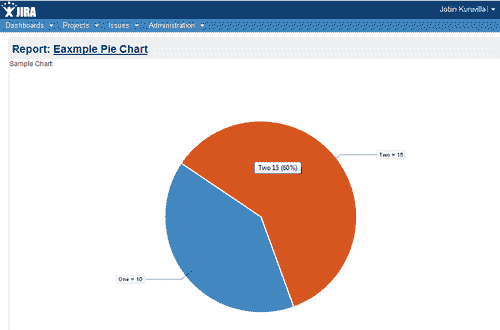 JIRA
Jobin Kuruvilla
Dashboards Projects Issues Administration
Report: Eaxmple Pie Chart
Sample Chart:
Two = 15
Two 15 (60%)
One = 10